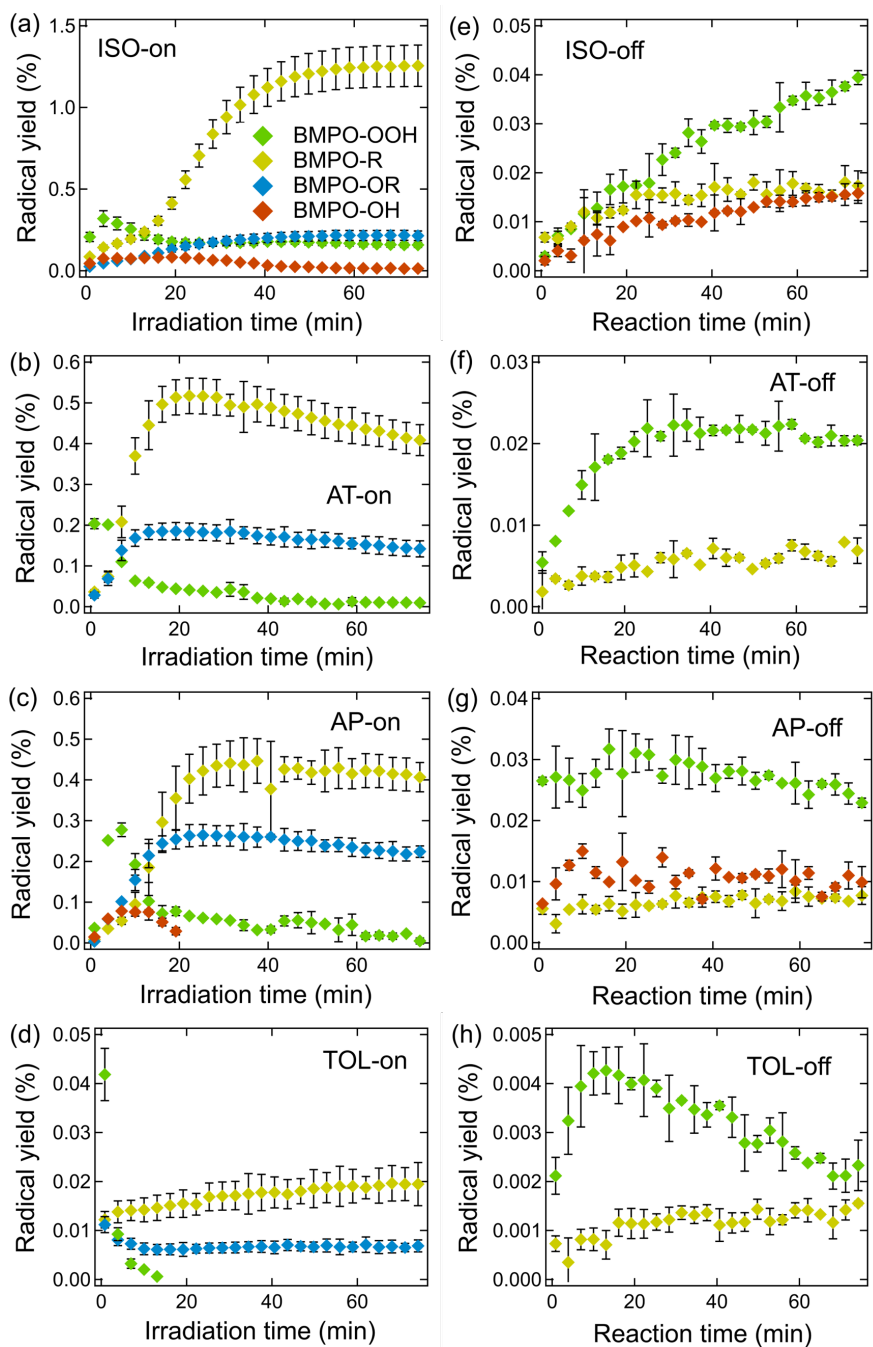 (a)
ISO-on
BMPO-OOH
BMPO-R
BMPO-OR
BMPO-OH
Radical yield (%)
1.5
1.0
0.5
0.0
0
20
40
60
Irradiation time (min)
(e)
ISO-off
Radical yield (%)
0.04
0.03
0.02
0.01
0.00
0
20
40
60
Reaction time (min)
(b)
AT-on
Radical yield (%)
0.6
0.5
0.4
0.3
0.2
0.1
0.0
0
20
40
60
Irradiation time (min)
(f)
AT-off
Radical yield (%)
0.03
0.02
0.01
0.00
0
20
40
60
Reaction time (min)
(c)
AP-on
Radical yield (%)
0.6
0.5
0.4
0.3
0.2
0.1
0.0
0
20
40
60
Irradiation time (min)
(g)
AP-off
Radical yield (%)
0.04
0.03
0.02
0.01
0.00
0
20
40
60
Reaction time (min)
(d)
TOL-on
Radical yield (%)
0.05
0.04
0.03
0.02
0.01
0.00
0
20
40
60
Irradiation time (min)
(h)
TOL-off
Radical yield (%)
0.005
0.004
0.003
0.002
0.001
0.000
0
20
40
60
Reaction time (min)